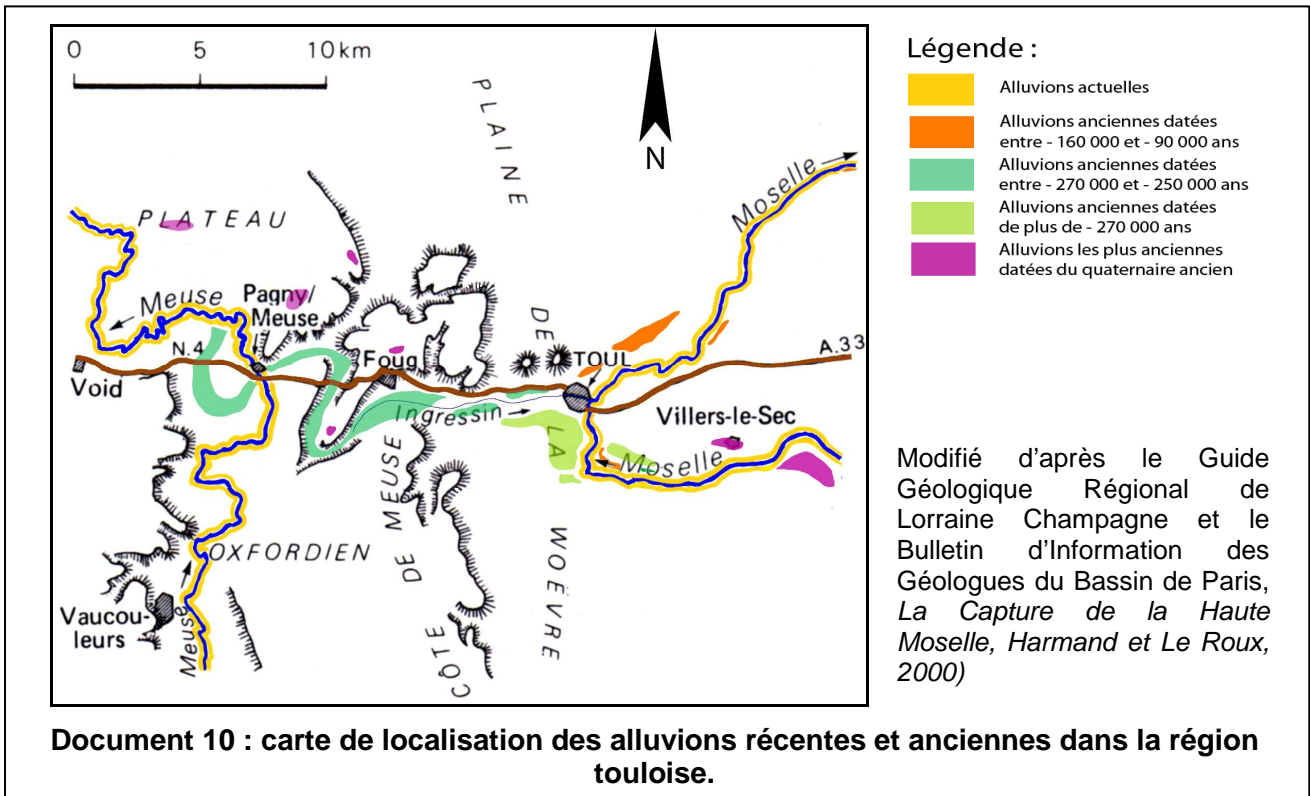 0 5 10 km
PLAINE
N
Moselle
PLATEAU
Meuse
Pagny/
Meuse
DE
N.4
Foug
TOUL
A.33
Void
Ingressin
Villers-le-Sec
LA
Moselle
CÔTE DE MEUSE
WOËVRE
OXFORDIEN
Vaucou-
leurs
Meuse
Légende :
Alluvions actuelles
Alluvions anciennes datées
entre - 160 000 et - 90 000 ans
Alluvions anciennes datées
entre - 270 000 et - 250 000 ans
Alluvions anciennes datées
de plus de - 270 000 ans
Alluvions les plus anciennes
datées du quaternaire ancien
Modifié d'après le Guide
Géologique Régional de
Lorraine Champagne et le
Bulletin d'Information des
Géologues du Bassin de Paris,
La Capture de la Haute
Moselle, Harmand et Le Roux,
2000)
Document 10 : carte de localisation des alluvions récentes et anciennes dans la région
touloise.